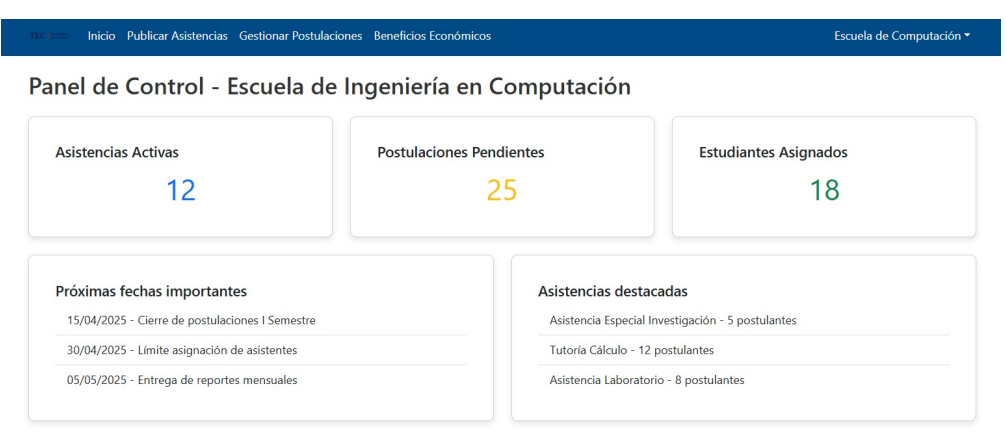 Inicio Publicar Asistencias Gestionar Postulaciones Beneficios Económicos Escuela de Computación
Panel de Control - Escuela de Ingeniería en Computación
Asistencias Activas
12
Postulaciones Pendientes
25
Estudiantes Asignados
18
Próximas fechas importantes
15/04/2025 - Cierre de postulaciones I Semestre
30/04/2025 - Límite asignación de asistentes
05/05/2025 - Entrega de reportes mensuales
Asistencias destacadas
Asistencia Especial Investigación - 5 postulantes
Tutoría Cálculo - 12 postulantes
Asistencia Laboratorio - 8 postulantes